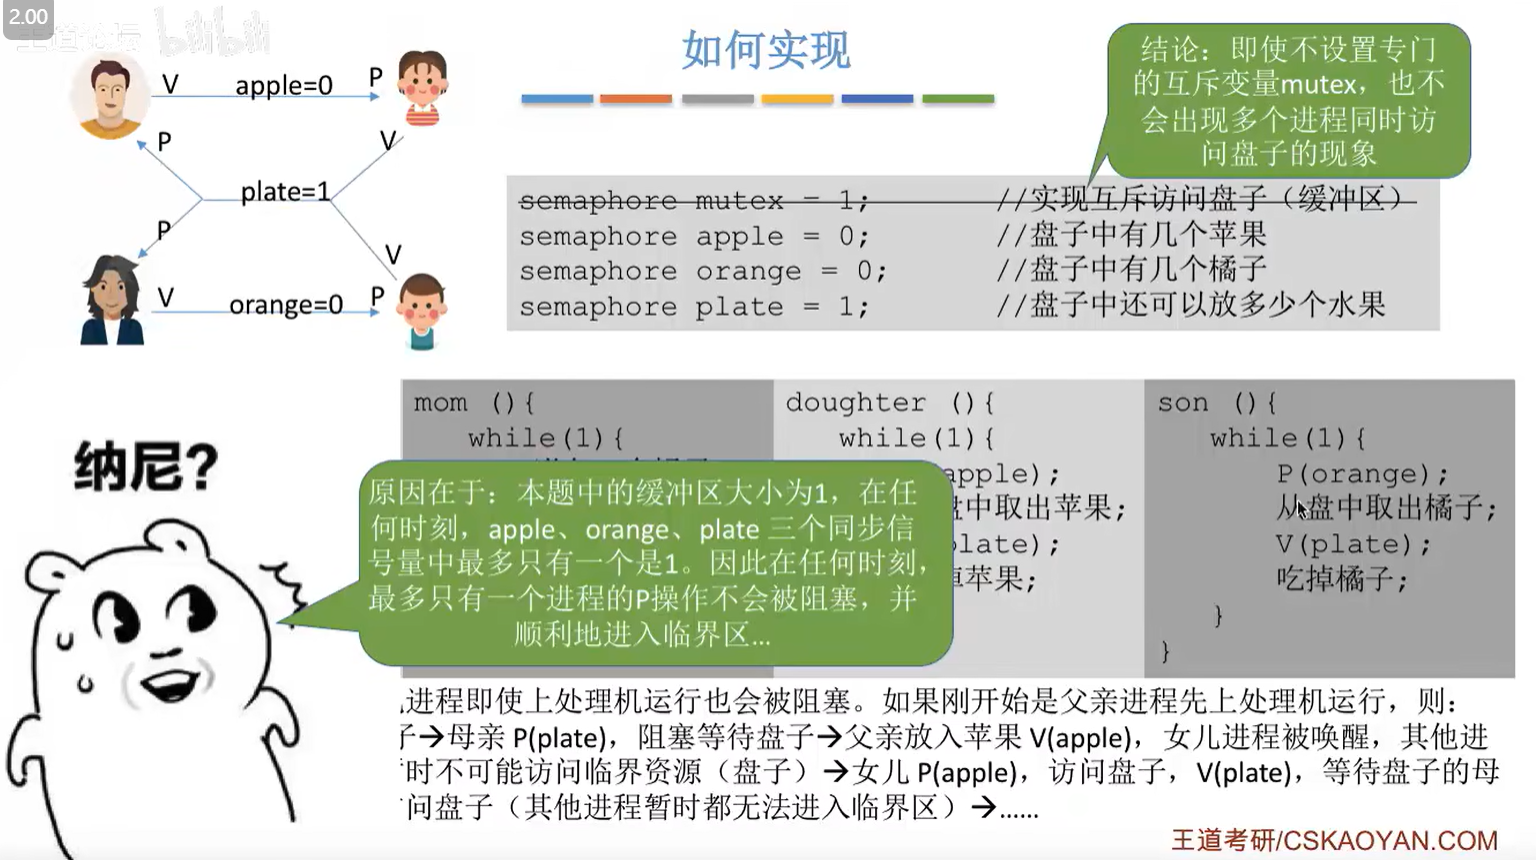 2.00
王道论坛 bilibili
如何实现
结论：即使不设置专门
的互斥变量mutex，也不
会出现多个进程同时访
问盘子的现象
V apple=0 P
P V
plate=1
P V
V orange=0 P
semaphore mutex = 1; //实现互斥访问盘子（缓冲区）
semaphore apple = 0; //盘子中有几个苹果
semaphore orange = 0; //盘子中有几个橘子
semaphore plate = 1; //盘子中还可以放多少个水果
mom (){
while(1){
doughter (){
while(1){
apple);
盘中取出苹果;
plate);
苹果;
son (){
while(1){
P(orange);
从盘中取出橘子;
V(plate);
吃掉橘子;
}
}
纳尼?
原因在于：本题中的缓冲区大小为1，在任
何时刻，apple、orange、plate 三个同步信
号量中最多只有一个是1。因此在任何时刻，
最多只有一个进程的P操作不会被阻塞，并
顺利地进入临界区...
进程即使上处理机运行也会被阻塞。如果刚开始是父亲进程先上处理机运行，则：
子→母亲 P(plate)，阻塞等待盘子→父亲放入苹果 V(apple)，女儿进程被唤醒，其他进
时不可能访问临界资源（盘子）→女儿 P(apple)，访问盘子，V(plate)，等待盘子的母
问盘子（其他进程暂时都无法进入临界区）→......
王道考研/CSKAOYAN.COM